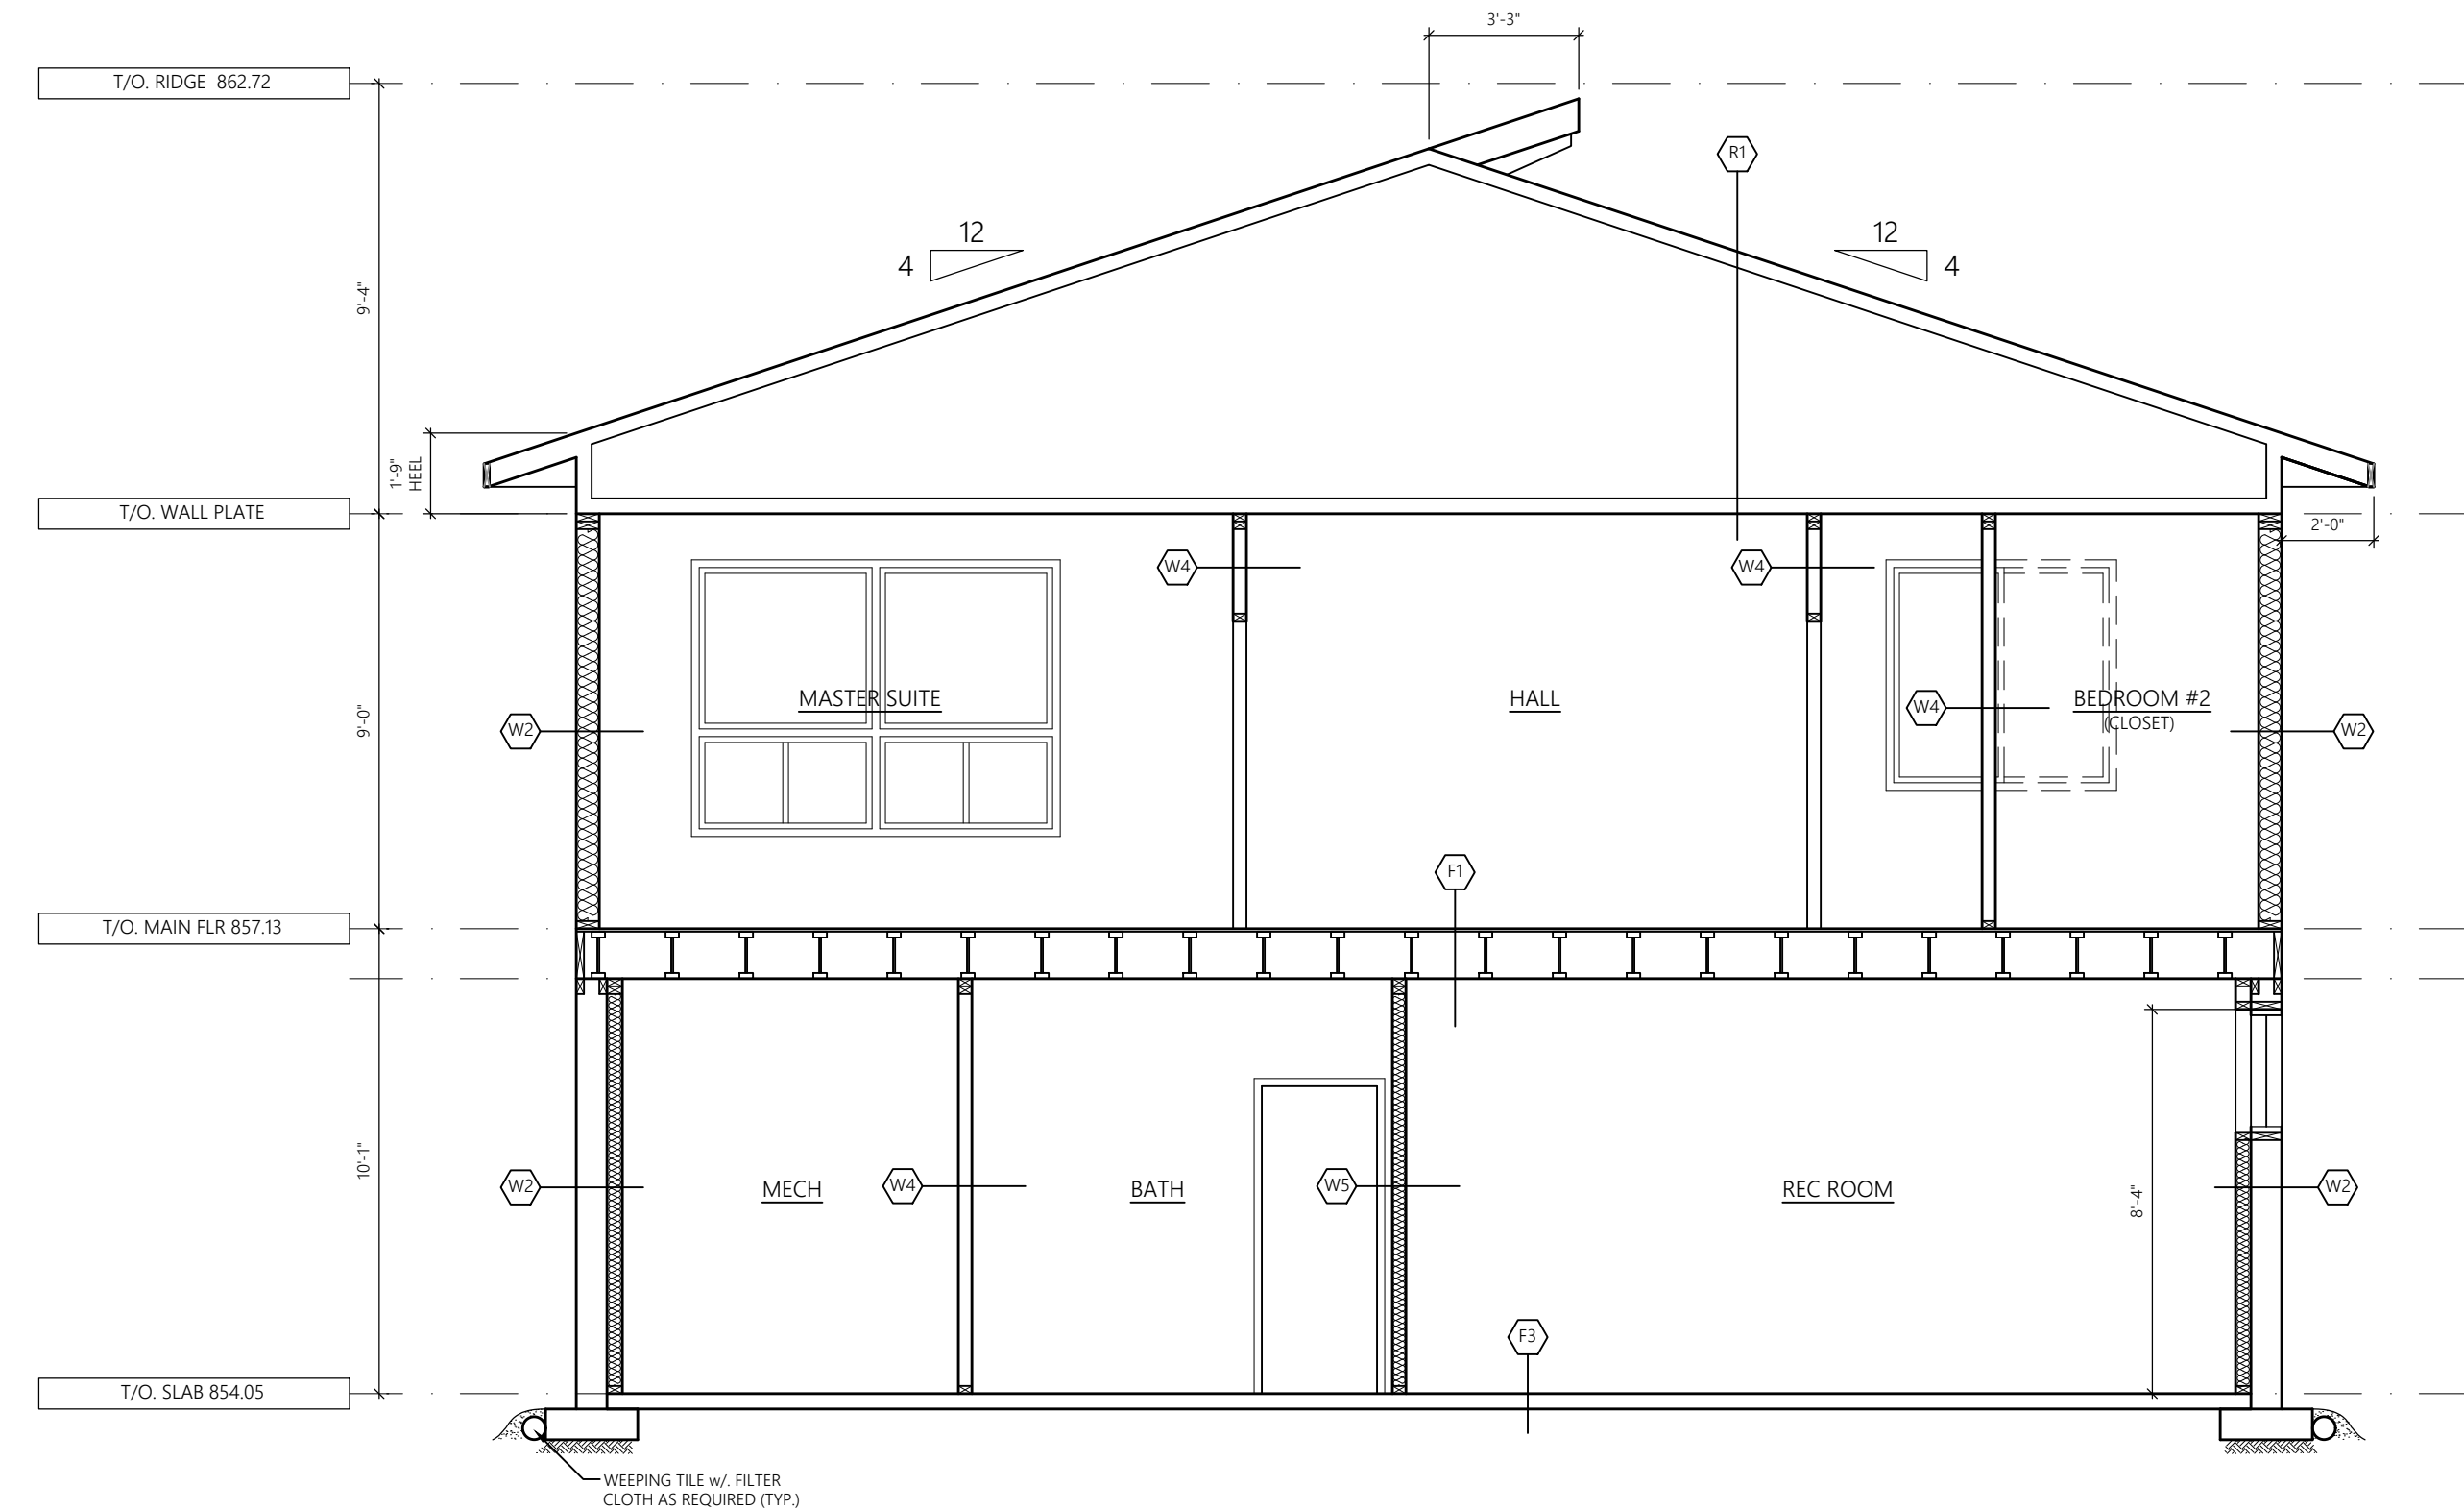 3'-3"
T/O. RIDGE 862.72
R1
12
4
12
4
9'-4"
1'-9"
HEEL
T/O. WALL PLATE
2'-0"
W4
W4
MASTER SUITE
HALL
W4
BEDROOM #2
(CLOSET)
9'-0"
W2
W2
F1
T/O. MAIN FLR 857.13
10'-1"
W2
MECH
W4
BATH
W5
REC ROOM
8'-4"
W2
F3
T/O. SLAB 854.05
WEEPING TILE w/. FILTER
CLOTH AS REQUIRED (TYP.)